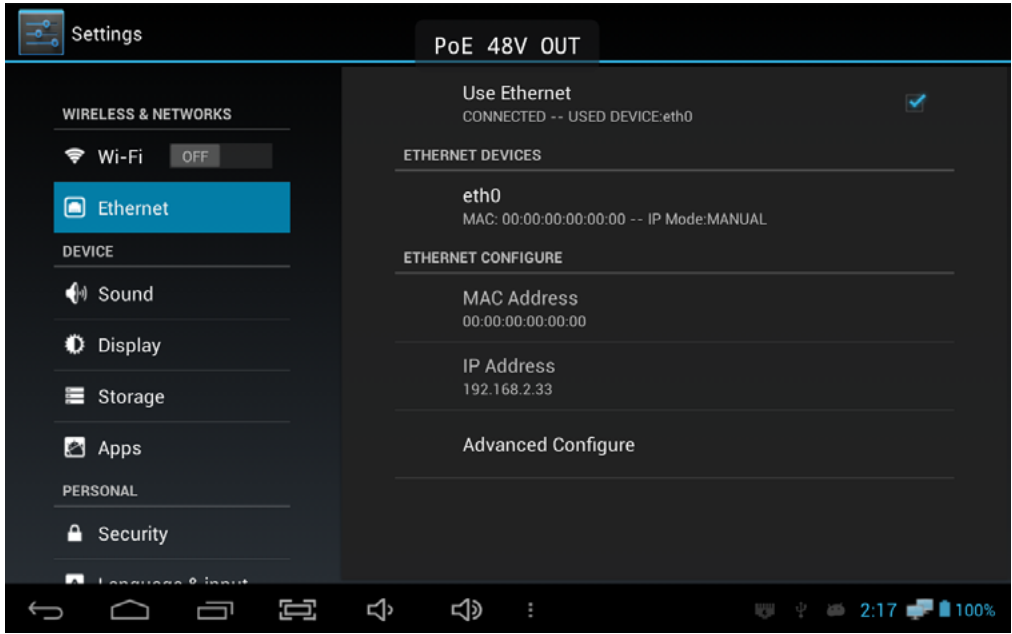 Settings
PoE 48V OUT
WIRELESS & NETWORKS
Wi-Fi OFF
Ethernet
DEVICE
Sound
Display
Storage
Apps
PERSONAL
Security
Language & input
Use Ethernet
CONNECTED -- USED DEVICE:eth0
ETHERNET DEVICES
eth0
MAC: 00:00:00:00:00:00 -- IP Mode:MANUAL
ETHERNET CONFIGURE
MAC Address
00:00:00:00:00:00
IP Address
192.168.2.33
Advanced Configure
2:17 100%